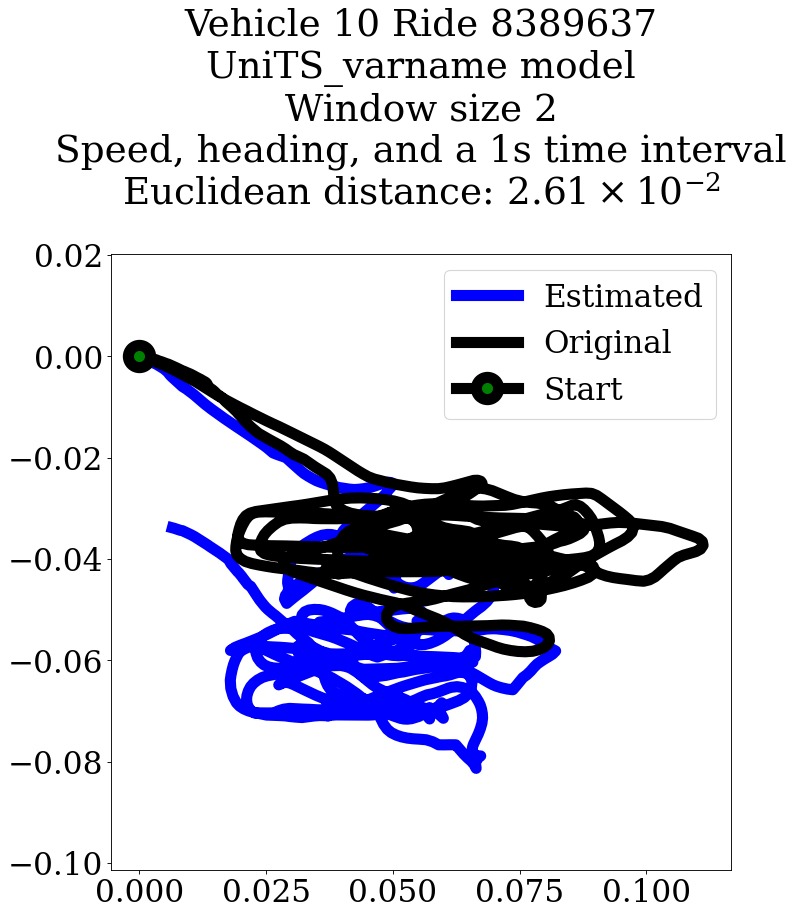 Vehicle 10 Ride 8389637
UniTS_varname model
Window size 2
Speed, heading, and a 1s time interval
Euclidean distance: 2.61 × 10⁻²
Estimated
Original
Start
0.02
0.00
−0.02
−0.04
−0.06
−0.08
−0.10
0.000 0.025 0.050 0.075 0.100